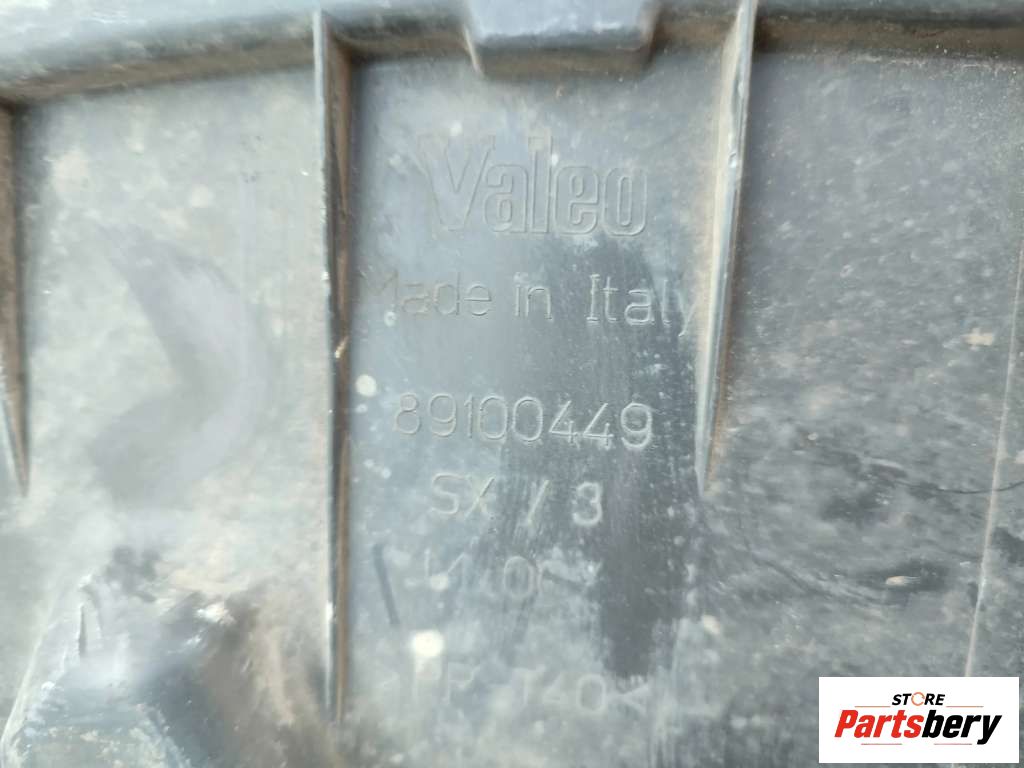 Valeo
Made in Italy
89100449
SX / 3
STORE
Partsbery